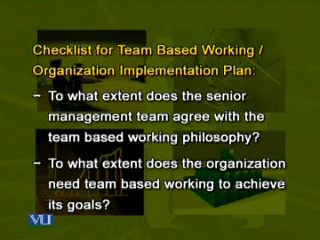 Checklist for Team Based Working /
Organization Implementation Plan:
− To what extent does the senior
management team agree with the
team based working philosophy?
− To what extent does the organization
need team based working to achieve
its goals?
VU